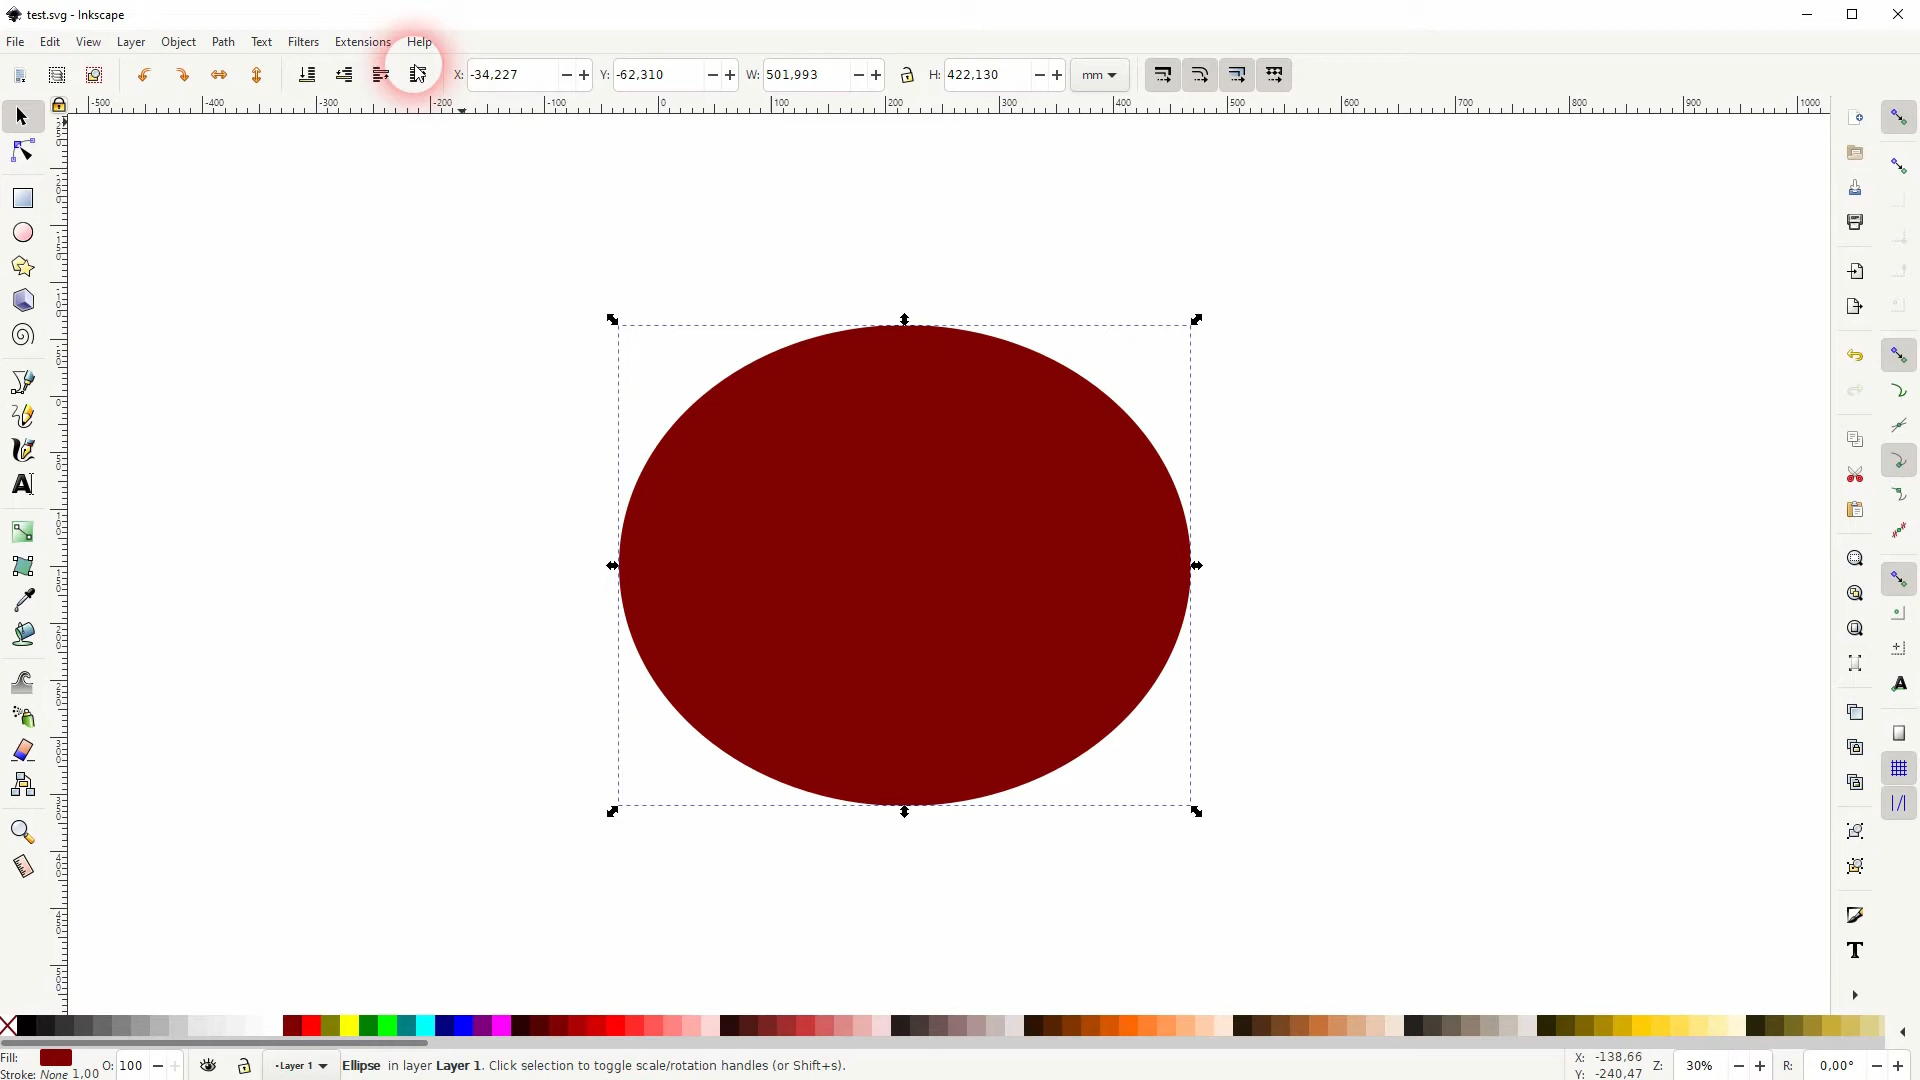 test.svg - Inkscape
File Edit View Layer Object Path Text Filters Extensions Help
X: -34,227 Y: -62,310 W: 501,993 H: 422,130 mm
-500 -400 -300 -200 -100 0 100 200 300 400 500 600 700 800 900 1000
Fill: O: 100 -Layer 1 Ellipse in layer Layer 1. Click selection to toggle scale/rotation handles (or Shift+s). X: -138,66 Z: 30% R: 0,00°
Stroke: None 1,00 Y: -240,47